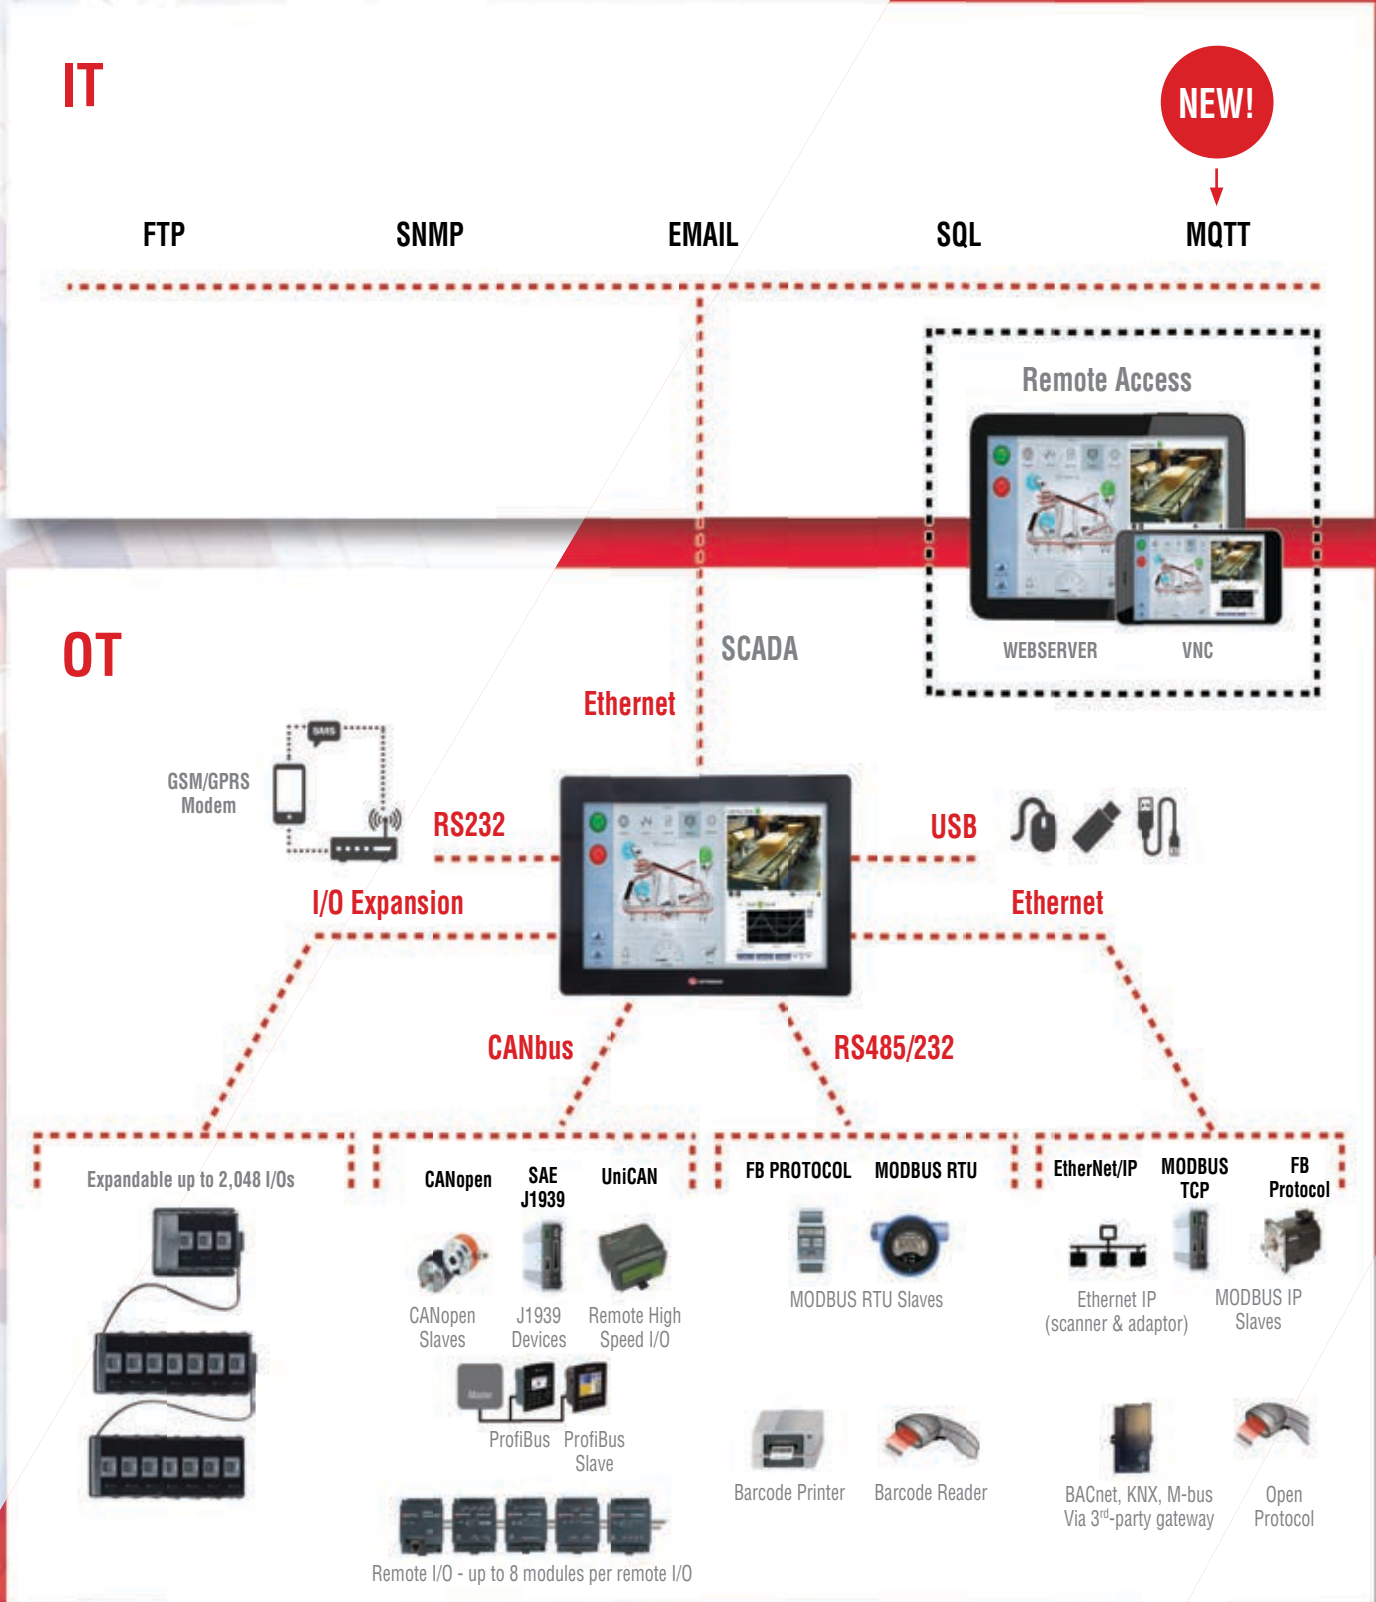 IT
NEW!
FTP
SNMP
EMAIL
SQL
MQTT
Remote Access
WEBSERVER
VNC
OT
SCADA
Ethernet
SMS
GSM/GPRS
Modem
RS232
USB
I/O Expansion
Ethernet
CANbus
RS485/232
Expandable up to 2,048 I/Os
CANopen
SAE
J1939
UniCAN
CANopen
Slaves
J1939
Devices
Remote High
Speed I/O
Master
ProfiBus
ProfiBus
Slave
Remote I/O - up to 8 modules per remote I/O
FB PROTOCOL
MODBUS RTU
MODBUS RTU Slaves
Barcode Printer
Barcode Reader
EtherNet/IP
MODBUS
TCP
FB
Protocol
Ethernet IP
(scanner & adaptor)
MODBUS IP
Slaves
BACnet, KNX, M-bus
Via 3rd-party gateway
Open
Protocol